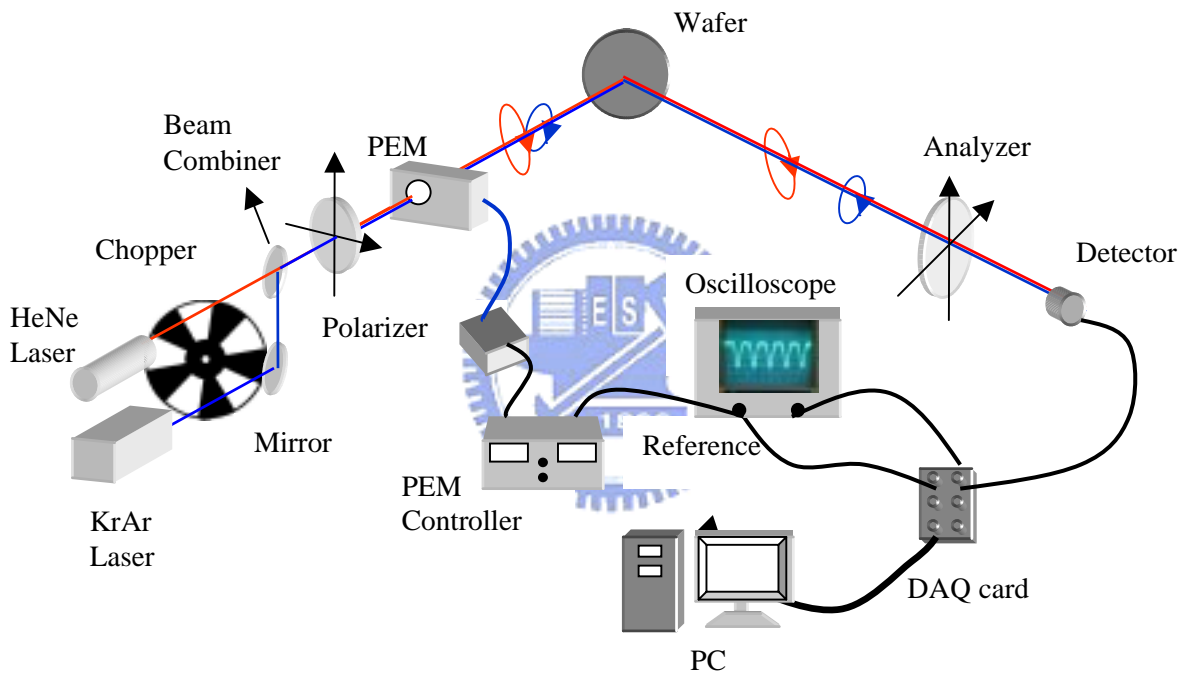 Wafer
Beam
Combiner
PEM
Analyzer
Chopper
Detector
Oscilloscope
HeNe
Laser
Polarizer
E S
Mirror
Reference
PEM
Controller
KrAr
Laser
DAQ card
PC